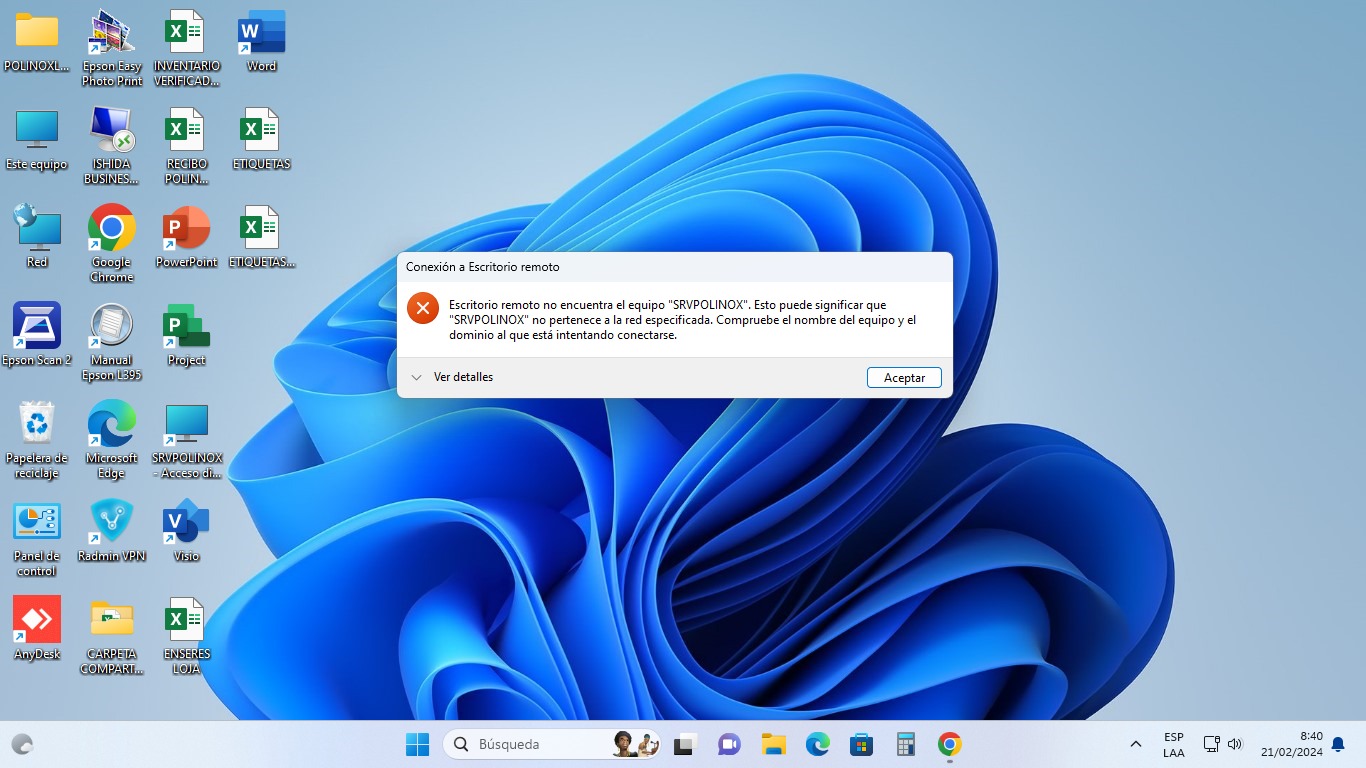 POLINOXL...
Epson Easy
Photo Print
INVENTARIO
VERIFICAD...
Word
Este equipo
ISHIDA
BUSINES...
RECIBO
POLIN...
ETIQUETAS
Red
Google
Chrome
PowerPoint
ETIQUETAS...
Epson Scan 2
Manual
Epson L395
Project
Papelera de
reciclaje
Microsoft
Edge
SRVPOLINOX
- Acceso di...
Panel de
control
Radmin VPN
Visio
AnyDesk
CARPETA
COMPART...
ENSERES
LOJA
Conexión a Escritorio remoto
Escritorio remoto no encuentra el equipo "SRVPOLINOX". Esto puede significar que
"SRVPOLINOX" no pertenece a la red especificada. Compruebe el nombre del equipo y el
dominio al que está intentando conectarse.
Ver detalles
Aceptar
Búsqueda
ESP
LAA
8:40
21/02/2024